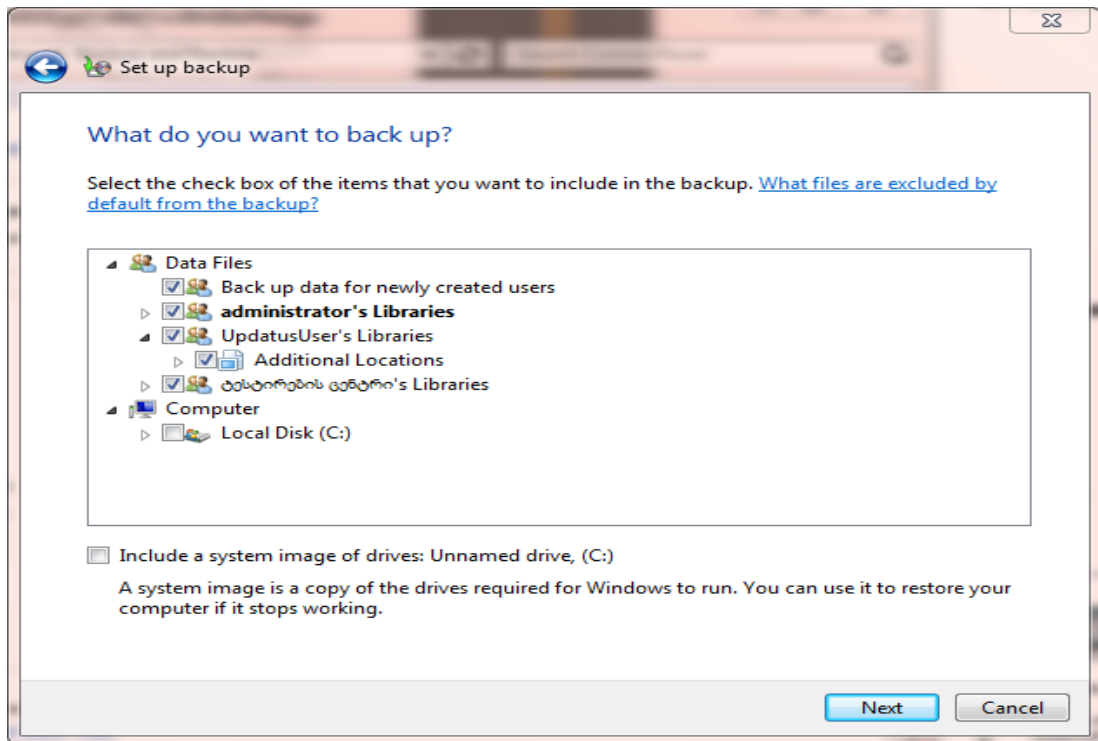 Set up backup
What do you want to back up?
Select the check box of the items that you want to include in the backup. What files are excluded by
default from the backup?
Data Files
Back up data for newly created users
administrator's Libraries
UpdatusUser's Libraries
Additional Locations
ტესტირების ცენტრი's Libraries
Computer
Local Disk (C:)
Include a system image of drives: Unnamed drive, (C:)
A system image is a copy of the drives required for Windows to run. You can use it to restore your
computer if it stops working.
Next
Cancel